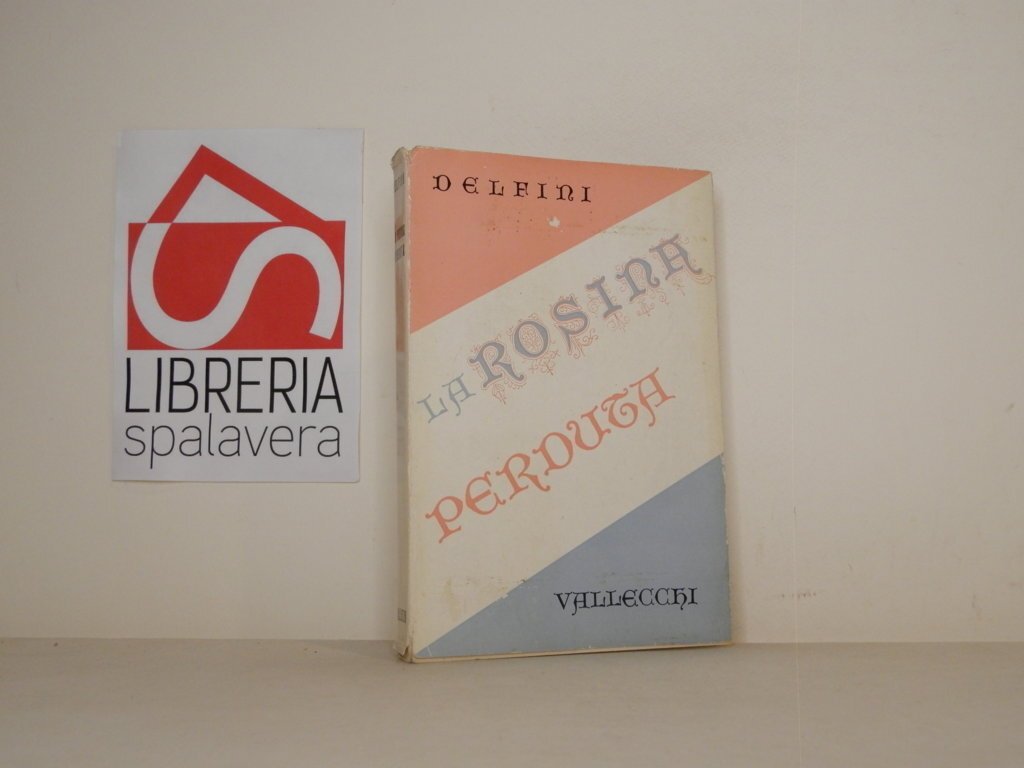 LIBRERIA
spalavera
DELFINI
LA ROSINA
PERDUTA
VALLECCHI